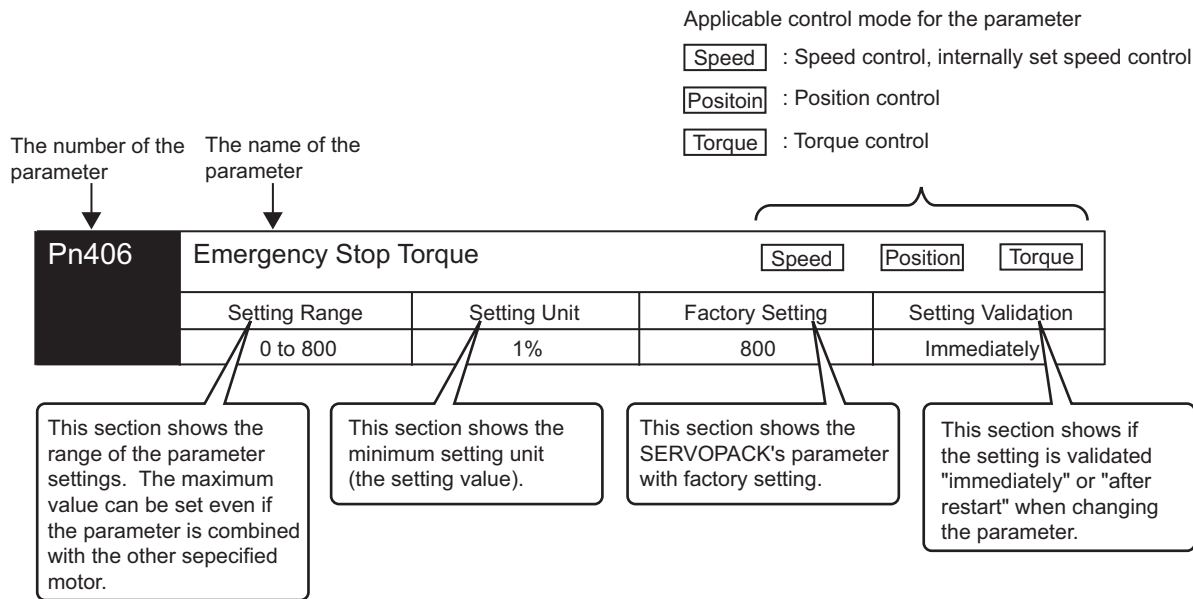 Applicable control mode for the parameter
Speed : Speed control, internally set speed control
Positoin : Position control
Torque : Torque control
The number of the
parameter
The name of the
parameter
Pn406
Emergency Stop Torque
Speed Position Torque
Setting Range Setting Unit Factory Setting Setting Validation
0 to 800 1% 800 Immediately
This section shows the
range of the parameter
settings. The maximum
value can be set even if
the parameter is combined
with the other sepecified
motor.
This section shows the
minimum setting unit
(the setting value).
This section shows the
SERVOPACK's parameter
with factory setting.
This section shows if
the setting is validated
"immediately" or "after
restart" when changing
the parameter.